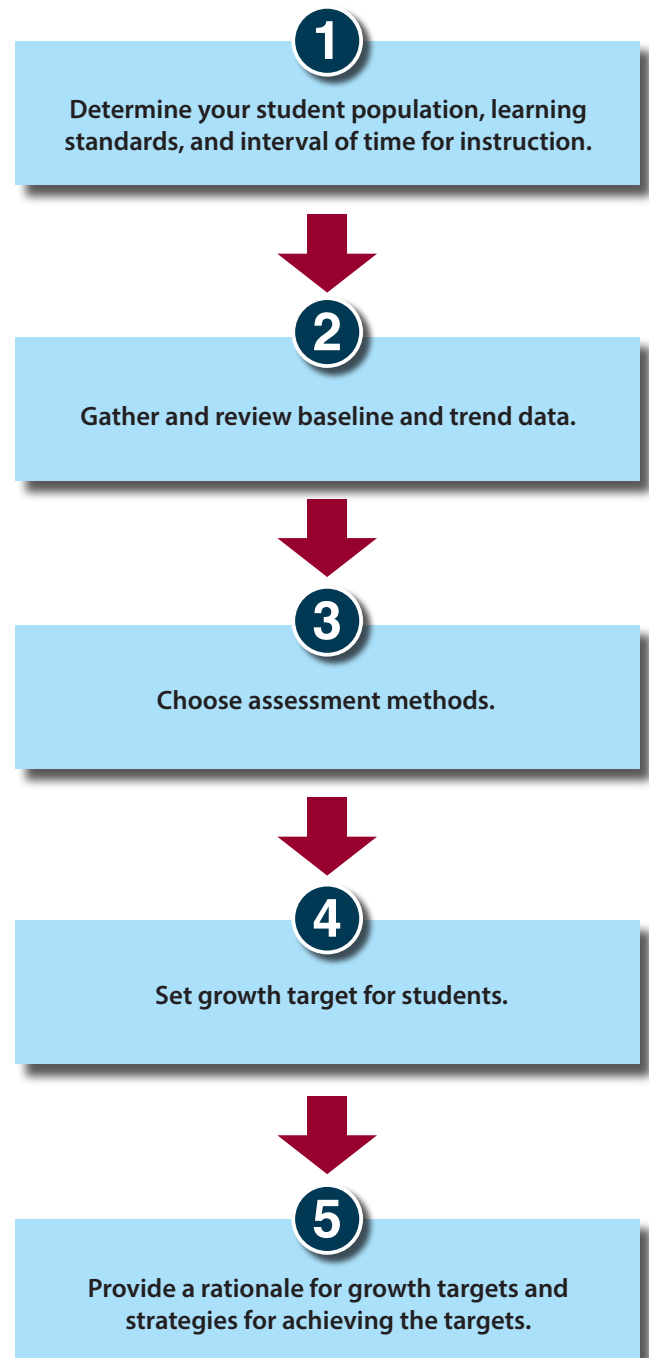 1
Determine your student population, learning
standards, and interval of time for instruction.
2
Gather and review baseline and trend data.
3
Choose assessment methods.
4
Set growth target for students.
5
Provide a rationale for growth targets and
strategies for achieving the targets.